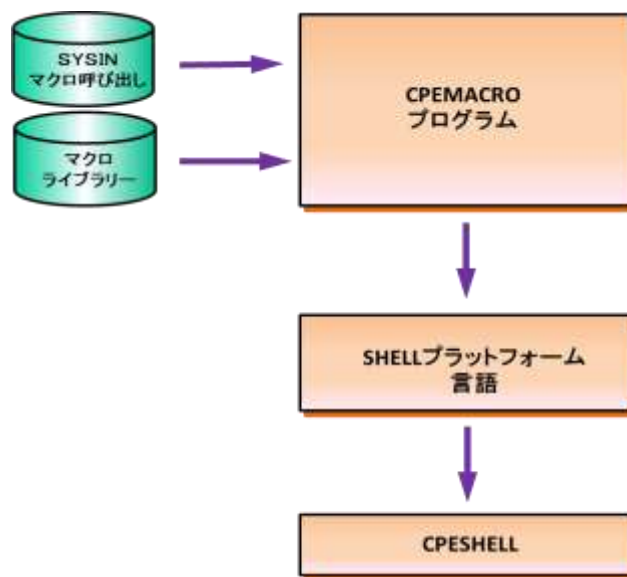 SYSIN
マクロ呼び出し
マクロ
ライブラリー
CPEMACRO
プログラム
SHELLプラットフォーム
言語
CPESHELL